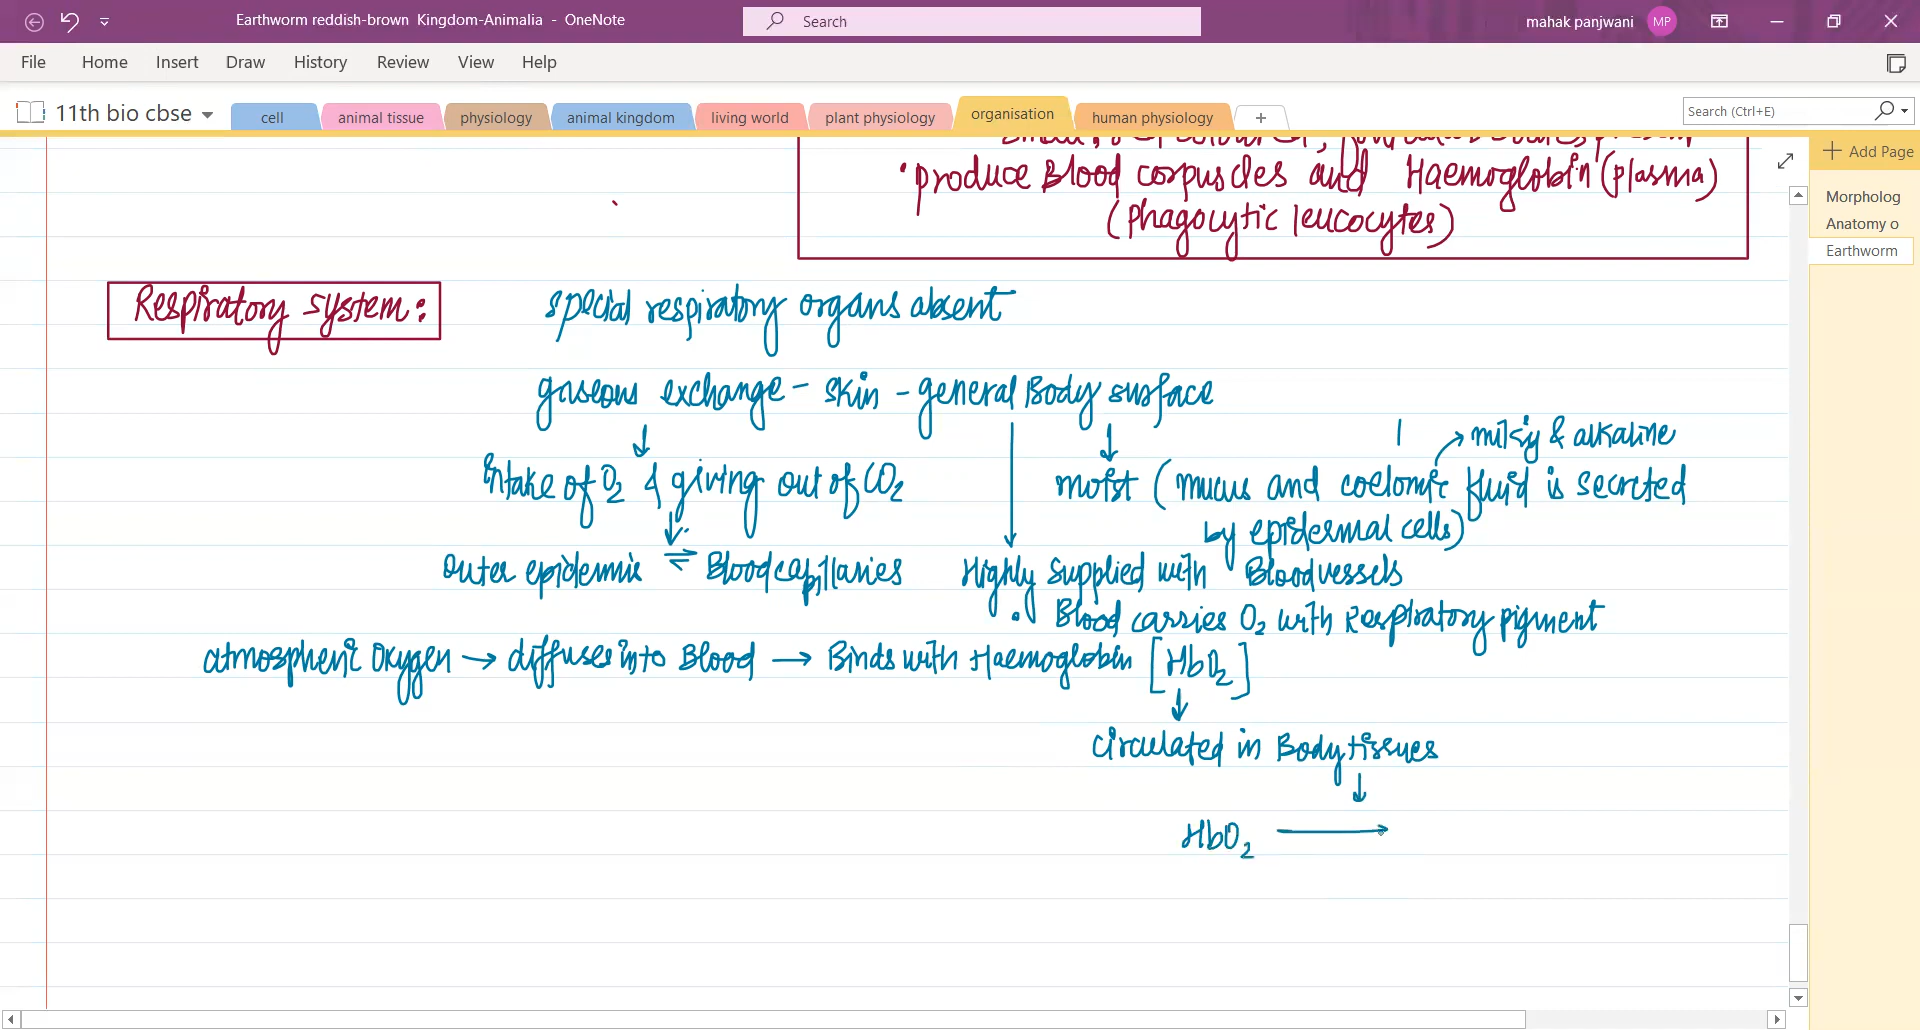 Earthworm reddish-brown Kingdom-Animalia - OneNote
Search
mahak panjwani
MP
File Home Insert Draw History Review View Help
11th bio cbse
cell
animal tissue
physiology
animal kingdom
living world
plant physiology
organisation
human physiology
+
Search (Ctrl+E)
Add Page
Morpholog
Anatomy o
Earthworm
• produce Blood corpuscles and Haemoglobin (plasma)
(Phagocytic leucocytes)
Respiratory system:
special respiratory organs absent
gaseous exchange - skin - general Body surface
→ milky & alkaline
Intake of O2 & giving out of CO2
moist (mucus and coelomic fluid is secreted
by epidermal cells)
outer epidermis ⇌ Blood capillaries
Highly supplied with Blood vessels
• Blood carries O2 with Respiratory pigment
atmospheric oxygen → diffuses into Blood → Binds with Haemoglobin [HbO2]
circulated in Body tissues
HbO2 →